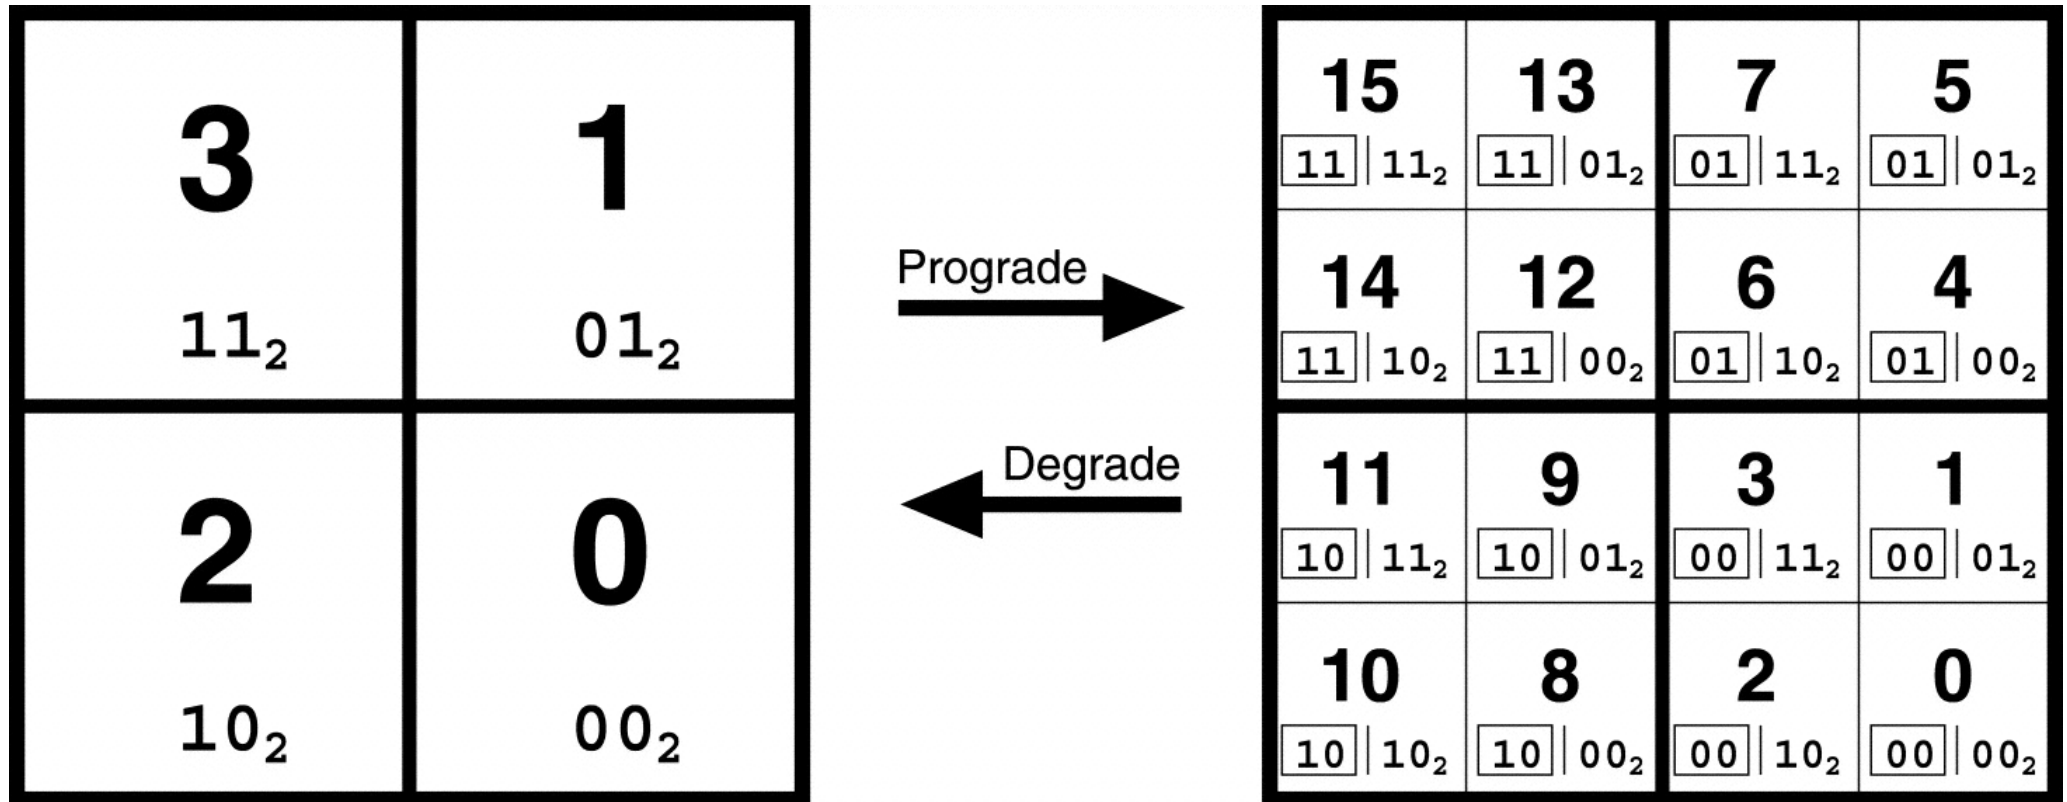 3 1
11₂ 01₂
2 0
10₂ 00₂
Prograde
Degrade
15 13 7 5
11 | 11₂ 11 | 01₂ 01 | 11₂ 01 | 01₂
14 12 6 4
11 | 10₂ 11 | 00₂ 01 | 10₂ 01 | 00₂
11 9 3 1
10 | 11₂ 10 | 01₂ 00 | 11₂ 00 | 01₂
10 8 2 0
10 | 10₂ 10 | 00₂ 00 | 10₂ 00 | 00₂